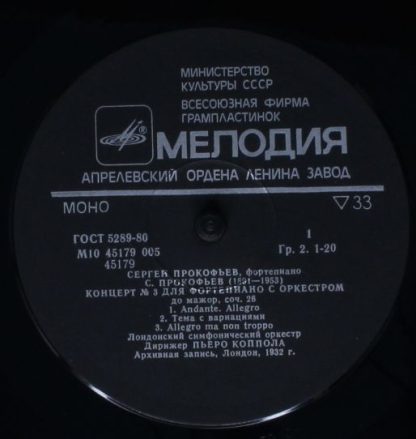 МИНИСТЕРСТВО
КУЛЬТУРЫ СССР
ВСЕСОЮЗНАЯ ФИРМА
ГРАМПЛАСТИНОК
МЕЛОДИЯ
АПРЕЛЕВСКИЙ ОРДЕНА ЛЕНИНА ЗАВОД
МОНО ▽33
ГОСТ 5289-80 1
М10 45179 005 Гр. 2. 1-20
45179
СЕРГЕЙ ПРОКОФЬЕВ, фортепиано
С. ПРОКОФЬЕВ (1891—1953)
КОНЦЕРТ № 3 ДЛЯ ФОРТЕПИАНО С ОРКЕСТРОМ
до мажор, соч. 26
1. Andante. Allegro
2. Тема с вариациями
3. Allegro ma non troppo
Лондонский симфонический оркестр
Дирижер ПЬЕРО КОППОЛА
Архивная запись, Лондон, 1932 г.